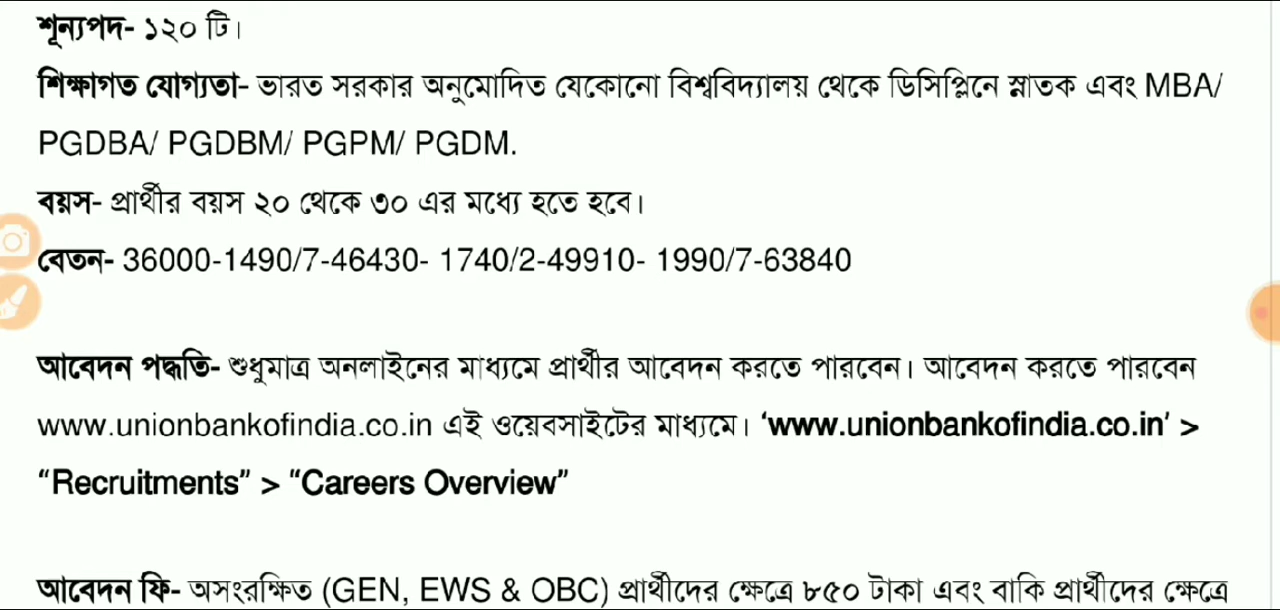 শূন্যপদ- ১২০ টি।
শিক্ষাগত যোগ্যতা- ভারত সরকার অনুমোদিত যেকোনো বিশ্ববিদ্যালয় থেকে ডিসিপ্লিনে স্নাতক এবং MBA/
PGDBA/ PGDBM/ PGPM/ PGDM.
বয়স- প্রার্থীর বয়স ২০ থেকে ৩০ এর মধ্যে হতে হবে।
বেতন- 36000-1490/7-46430- 1740/2-49910- 1990/7-63840
আবেদন পদ্ধতি- শুধুমাত্র অনলাইনের মাধ্যমে প্রার্থীর আবেদন করতে পারবেন। আবেদন করতে পারবেন
www.unionbankofindia.co.in এই ওয়েবসাইটের মাধ্যমে। ‘www.unionbankofindia.co.in’ >
“Recruitments” > “Careers Overview”
আবেদন ফি- অসংরক্ষিত (GEN, EWS & OBC) প্রার্থীদের ক্ষেত্রে ৮৫০ টাকা এবং বাকি প্রার্থীদের ক্ষেত্রে